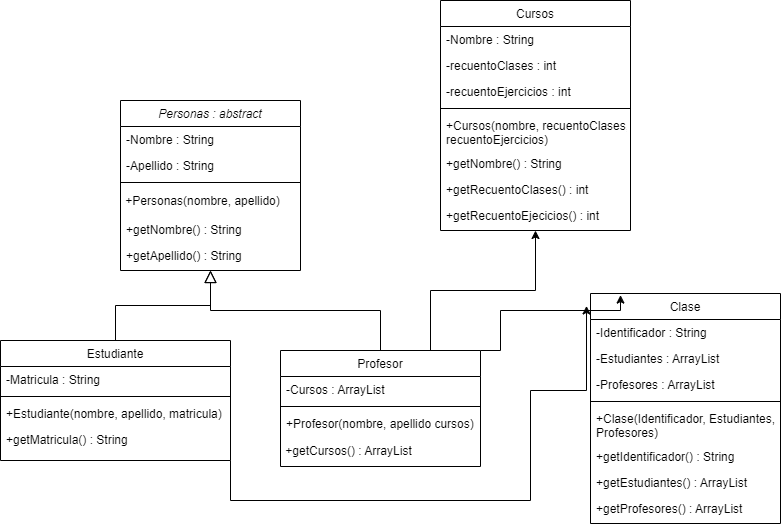 Cursos
-Nombre : String
-recuentoClases : int
-recuentoEjercicios : int
+Cursos(nombre, recuentoClases
recuentoEjercicios)
+getNombre() : String
+getRecuentoClases() : int
+getRecuentoEjecicios() : int
Personas : abstract
-Nombre : String
-Apellido : String
+Personas(nombre, apellido)
+getNombre() : String
+getApellido() : String
Estudiante
-Matricula : String
+Estudiante(nombre, apellido, matricula)
+getMatricula() : String
Profesor
-Cursos : ArrayList
+Profesor(nombre, apellido cursos)
+getCursos() : ArrayList
Clase
-Identificador : String
-Estudiantes : ArrayList
-Profesores : ArrayList
+Clase(Identificador, Estudiantes,
Profesores)
+getIdentificador() : String
+getEstudiantes() : ArrayList
+getProfesores() : ArrayList